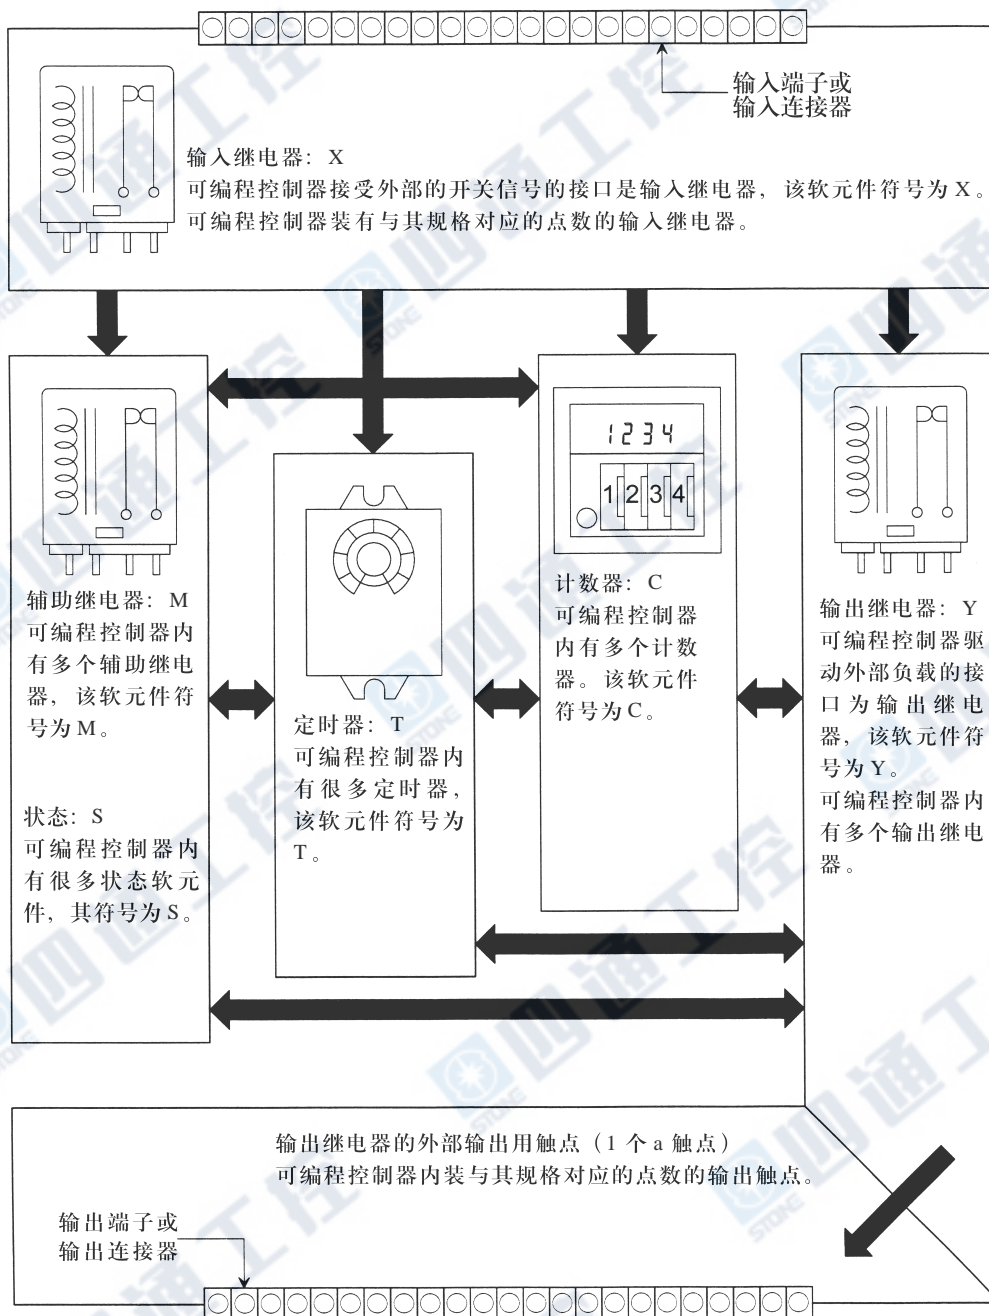 输入端子或
输入连接器
输入继电器：X
可编程控制器接受外部的开关信号的接口是输入继电器，该软元件符号为X。
可编程控制器装有与其规格对应的点数的输入继电器。
1234
1 2 3 4
辅助继电器：M
可编程控制器内
有多个辅助继电
器，该软元件符
号为M。
状态：S
可编程控制器内
有很多状态软元
件，其符号为S。
定时器：T
可编程控制器内
有很多定时器，
该软元件符号为
T。
计数器：C
可编程控制器
内有多个计数
器。该软元件
符号为C。
输出继电器：Y
可编程控制器驱
动外部负载的接
口为输出继电
器，该软元件符
号为Y。
可编程控制器内
有多个输出继电
器。
输出继电器的外部输出用触点（1个a触点）
可编程控制器内装与其规格对应的点数的输出触点。
输出端子或
输出连接器
四通工控
STONE